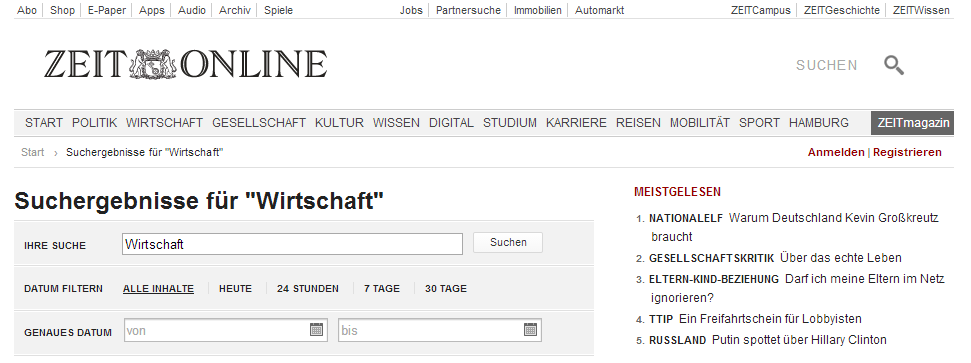 Abo Shop E-Paper Apps Audio Archiv Spiele Jobs Partnersuche Immobilien Automarkt ZEITCampus ZEITGeschichte ZEITWissen
ZEIT ONLINE
SUCHEN
START POLITIK WIRTSCHAFT GESELLSCHAFT KULTUR WISSEN DIGITAL STUDIUM KARRIERE REISEN MOBILITÄT SPORT HAMBURG ZEITmagazin
Start › Suchergebnisse für "Wirtschaft"
Anmelden | Registrieren
Suchergebnisse für "Wirtschaft"
IHRE SUCHE Wirtschaft Suchen
DATUM FILTERN ALLE INHALTE HEUTE 24 STUNDEN 7 TAGE 30 TAGE
GENAUES DATUM von bis
MEISTGELESEN
1. NATIONALELF Warum Deutschland Kevin Großkreutz
braucht
2. GESELLSCHAFTSKRITIK Über das echte Leben
3. ELTERN-KIND-BEZIEHUNG Darf ich meine Eltern im Netz
ignorieren?
4. TTIP Ein Freifahrtschein für Lobbyisten
5. RUSSLAND Putin spottet über Hillary Clinton